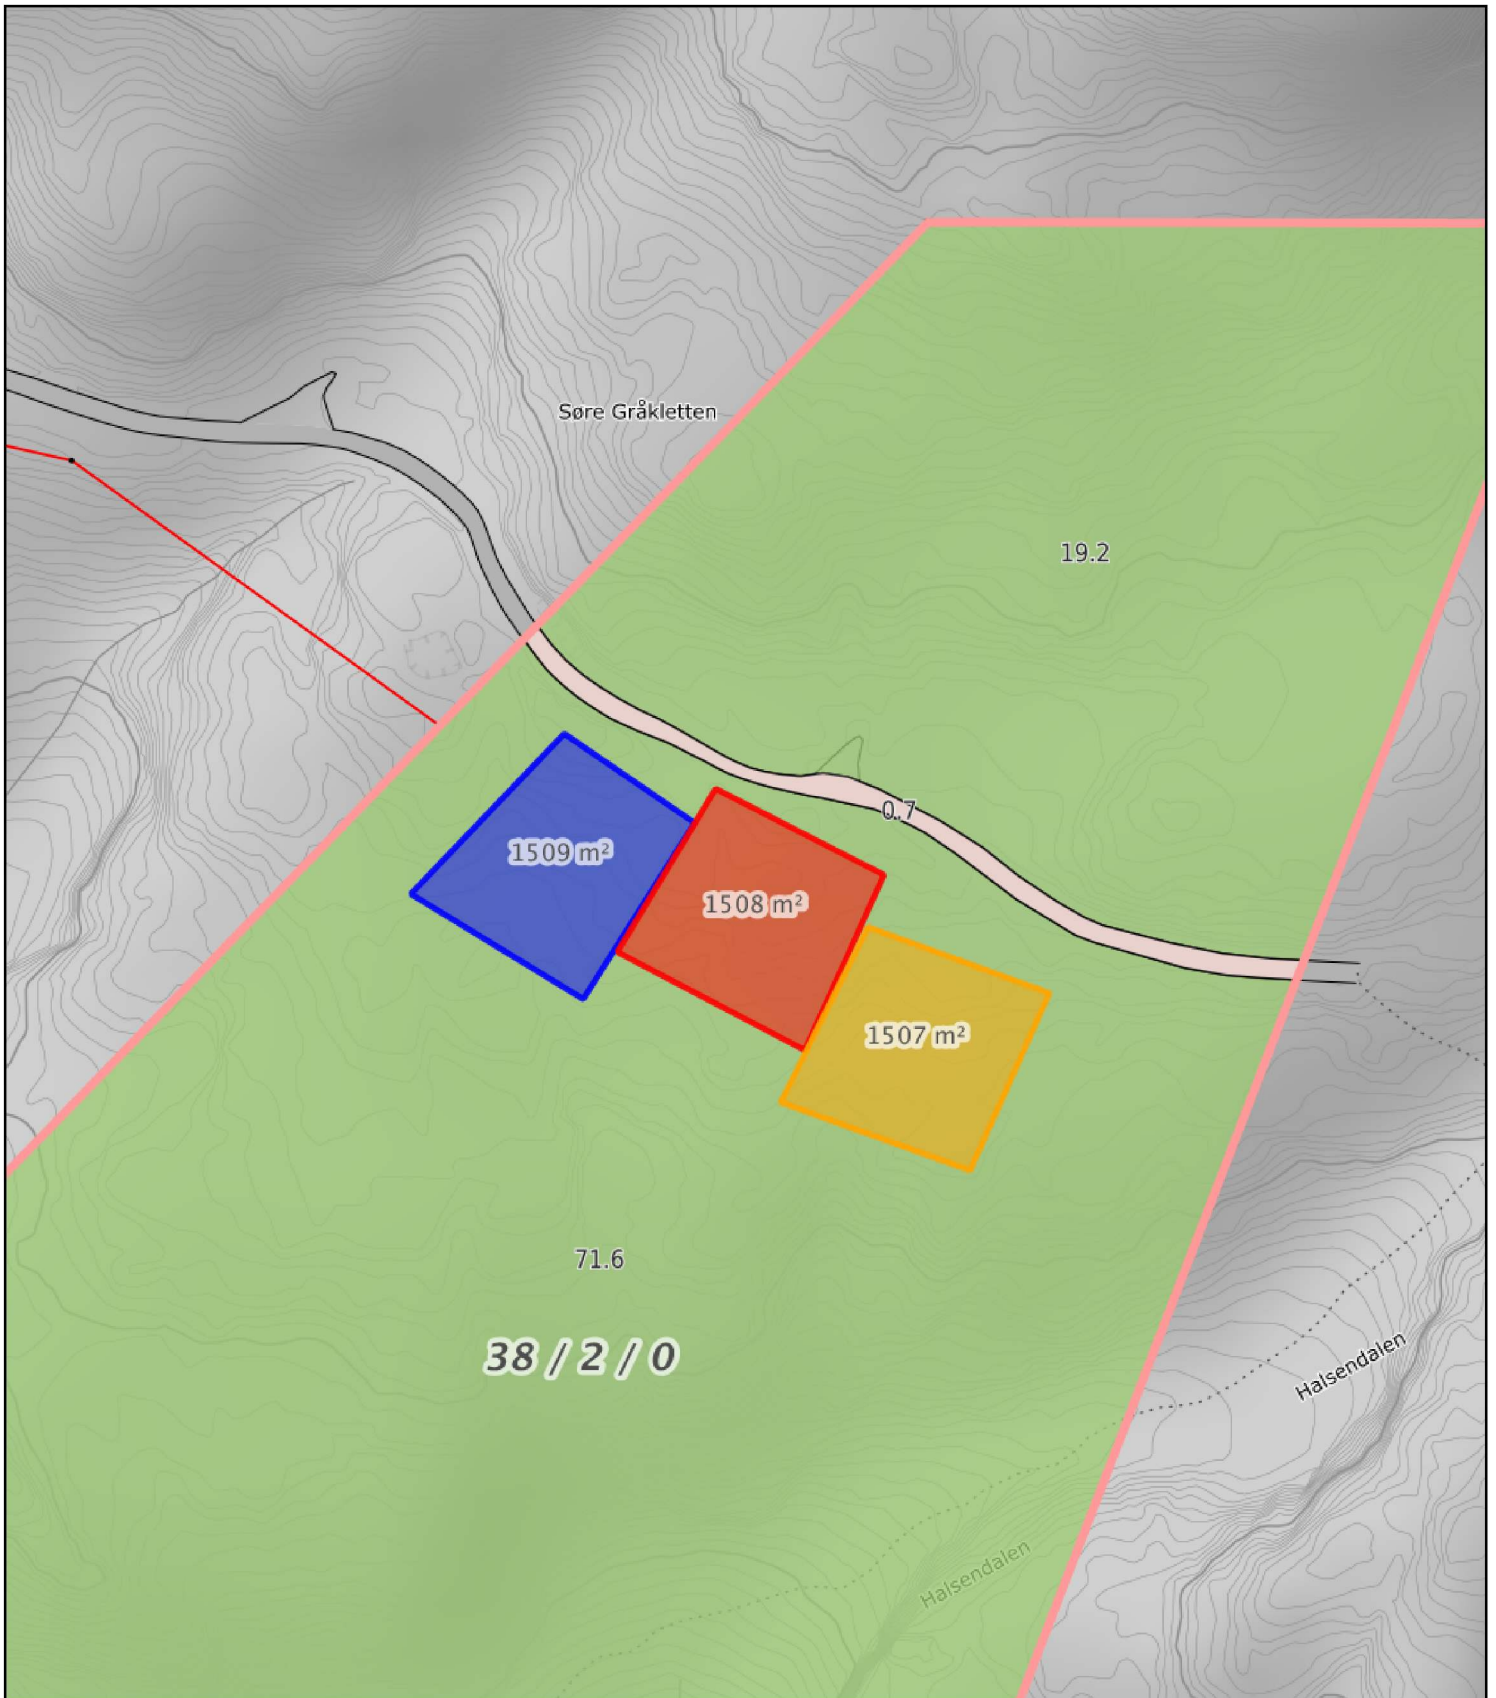 Søre Gråkletten
19.2
0.7
1509 m²
1508 m²
1507 m²
71.6
38 / 2 / 0
Halsendalen
Halsendalen